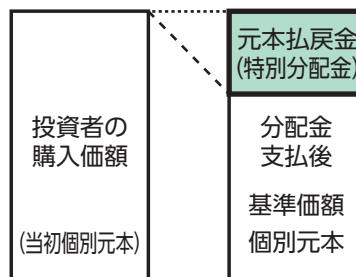 投資者の
購入価額
(当初個別元本)
元本払戻金
(特別分配金)
分配金
支払後
基準価額
個別元本